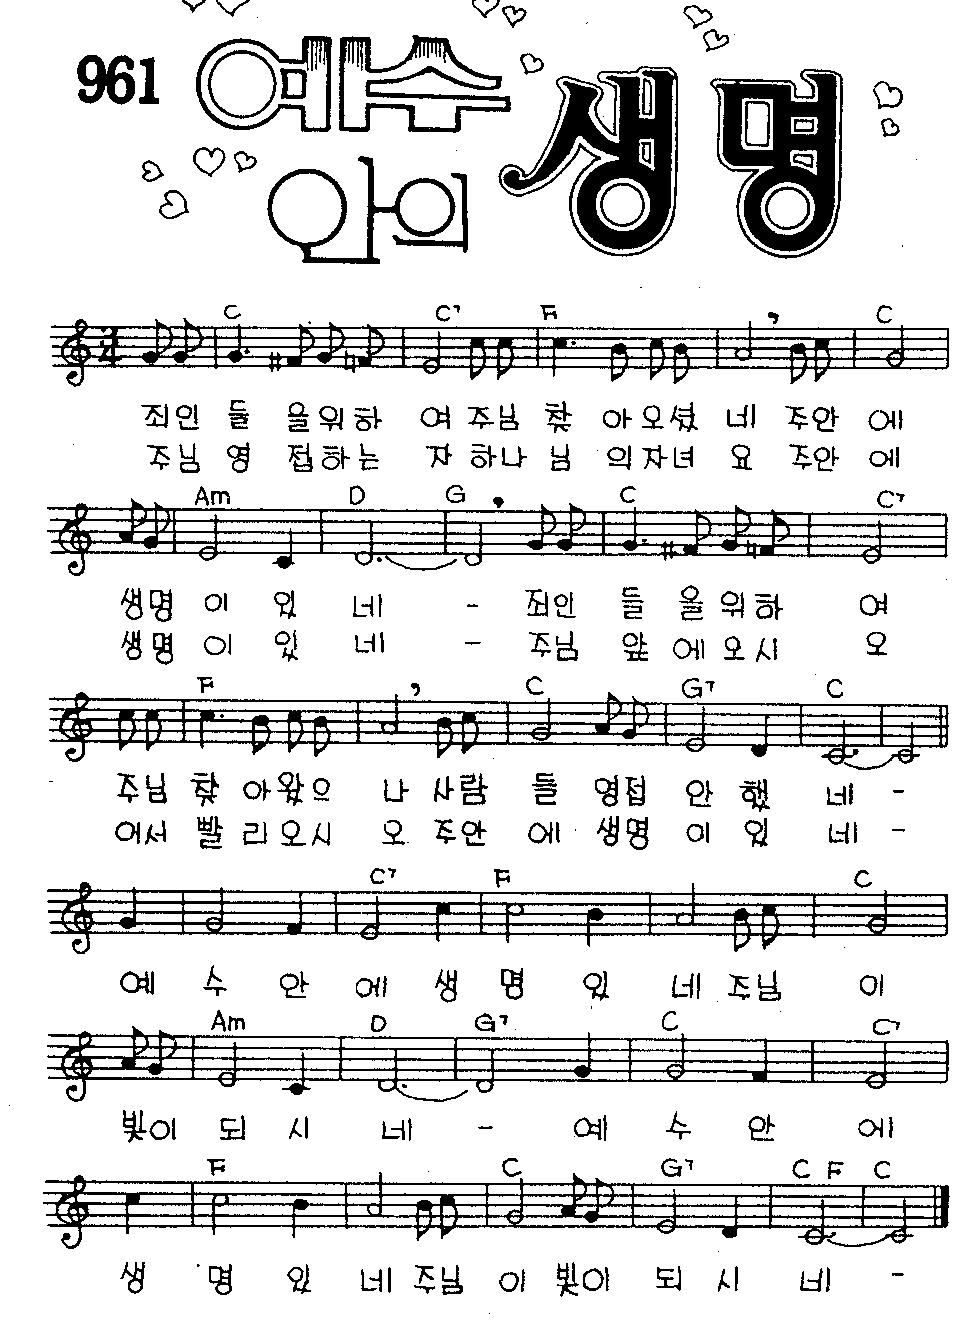 961 예수 생명
안의
C C7 F C
죄인 들 을위하 여 주님 찾 아오셨 네 주안 에
주님 영 접하는 자 하나 님 의자녀 요 주안 에
Am D G C C7
생명 이 있 네 - 죄인 들 을위하 여
생명 이 있 네 - 주님 앞 에오시 오
F C G7 C
주님 찾 아왔으 나 사람 들 영접 안 했 네 -
어서 빨 리오시 오 주안 에 생명 이 있 네 -
C7 F C
예 수 안 에 생 명 있 네 주님 이
Am D G7 C C7
빛이 되 시 네 - 예 수 안 에
F C G7 C F C
생 명 있 네 주님 이 빛이 되 시 네 -